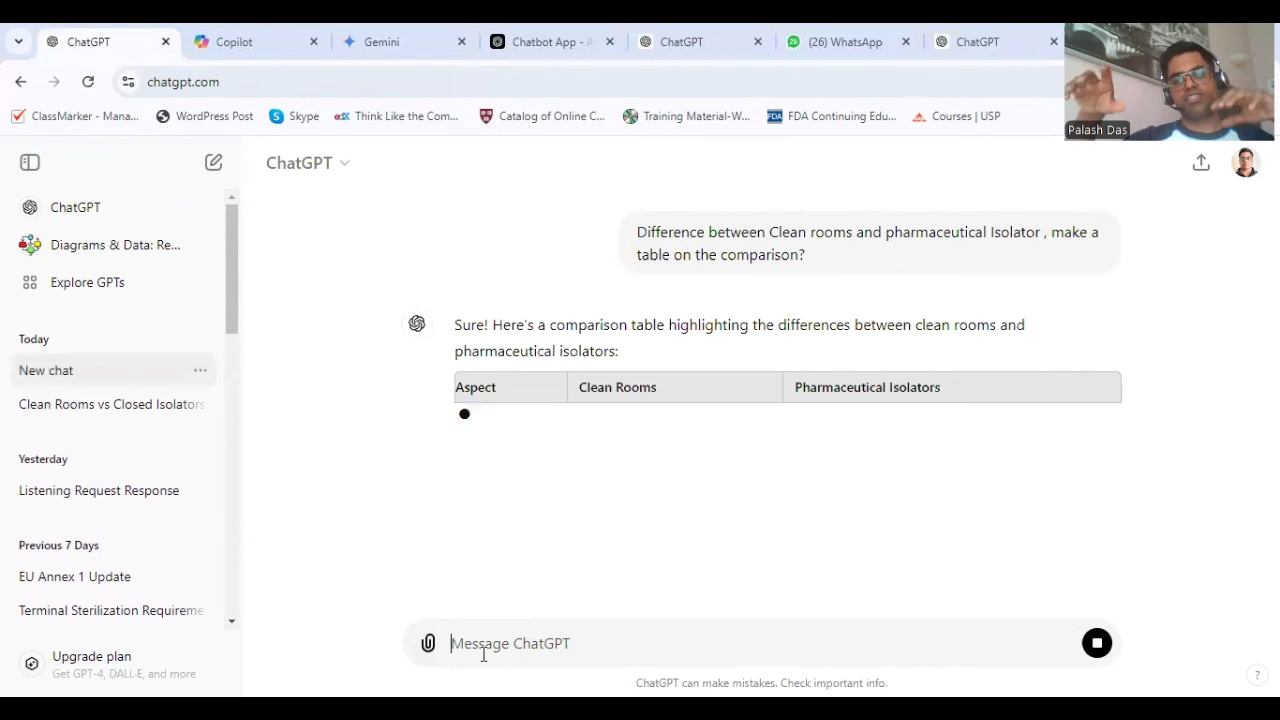 ChatGPT
Copilot
Gemini
Chatbot App - A
ChatGPT
(26) WhatsApp
ChatGPT
chatgpt.com
ClassMarker - Mana...
WordPress Post
Skype
Think Like the Com...
Catalog of Online C...
Training Material-W...
FDA Continuing Edu...
Courses | USP
Palash Das
ChatGPT
ChatGPT
Diagrams & Data: Re...
Explore GPTs
Today
New chat
Clean Rooms vs Closed Isolators
Yesterday
Listening Request Response
Previous 7 Days
EU Annex 1 Update
Terminal Sterilization Requireme
Upgrade plan
Get GPT-4, DALL·E, and more
Difference between Clean rooms and pharmaceutical Isolator , make a
table on the comparison?
Sure! Here's a comparison table highlighting the differences between clean rooms and
pharmaceutical isolators:
Aspect Clean Rooms Pharmaceutical Isolators
Message ChatGPT
ChatGPT can make mistakes. Check important info.
?